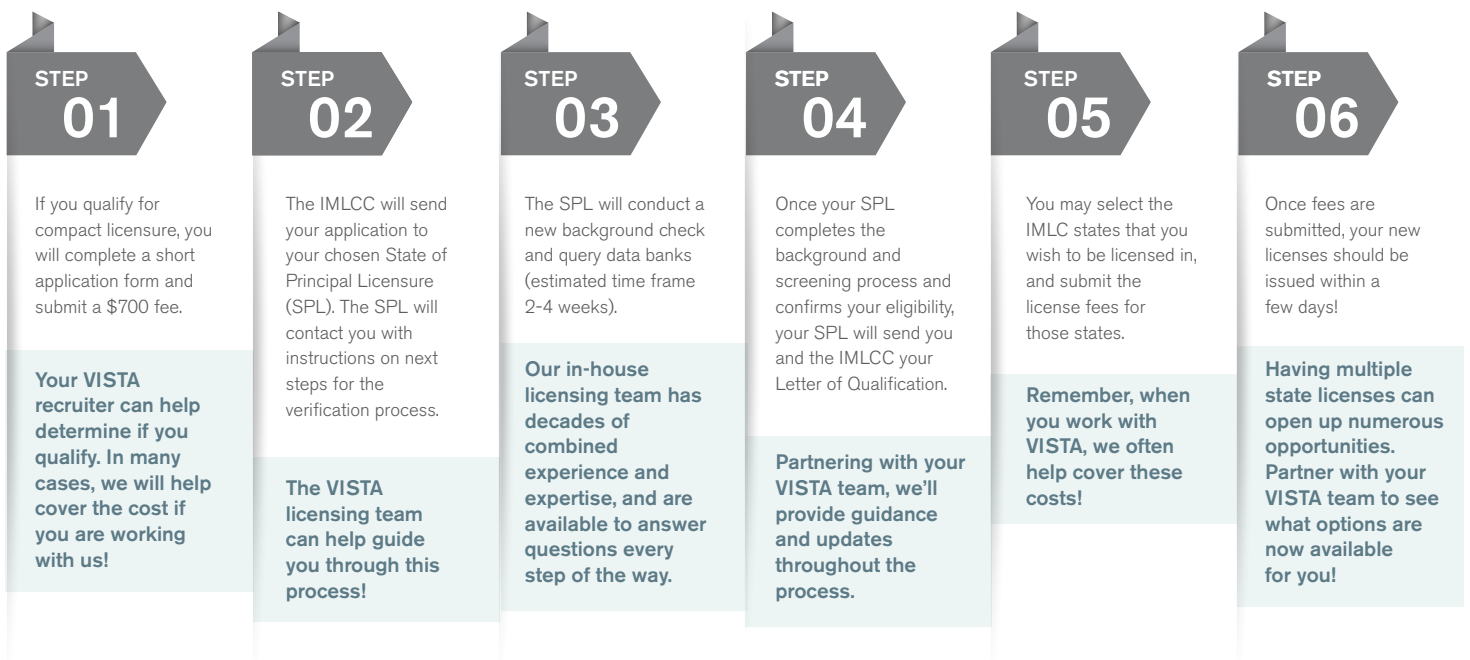 STEP
01
If you qualify for
compact licensure, you
will complete a short
application form and
submit a $700 fee.
Your VISTA
recruiter can help
determine if you
qualify. In many
cases, we will help
cover the cost if
you are working
with us!
STEP
02
The IMLCC will send
your application to
your chosen State of
Principal Licensure
(SPL). The SPL will
contact you with
instructions on next
steps for the
verification process.
The VISTA
licensing team
can help guide
you through this
process!
STEP
03
The SPL will conduct a
new background check
and query data banks
(estimated time frame
2-4 weeks).
Our in-house
licensing team has
decades of
combined
experience and
expertise, and are
available to answer
questions every
step of the way.
STEP
04
Once your SPL
completes the
background and
screening process and
confirms your eligibility,
your SPL will send you
and the IMLCC your
Letter of Qualification.
Partnering with your
VISTA team, we'll
provide guidance
and updates
throughout the
process.
STEP
05
You may select the
IMLC states that you
wish to be licensed in,
and submit the
license fees for
those states.
Remember, when
you work with
VISTA, we often
help cover these
costs!
STEP
06
Once fees are
submitted, your new
licenses should be
issued within a
few days!
Having multiple
state licenses can
open up numerous
opportunities.
Partner with your
VISTA team to see
what options are
now available
for you!